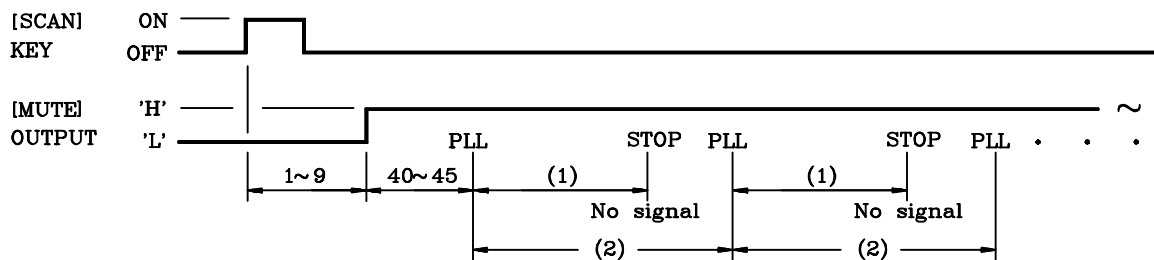 [SCAN] ON
KEY OFF
[MUTE] 'H'
OUTPUT 'L' PLL STOP PLL STOP PLL . . .
1~9 40~45 (1) (1)
No signal No signal
(2) (2)